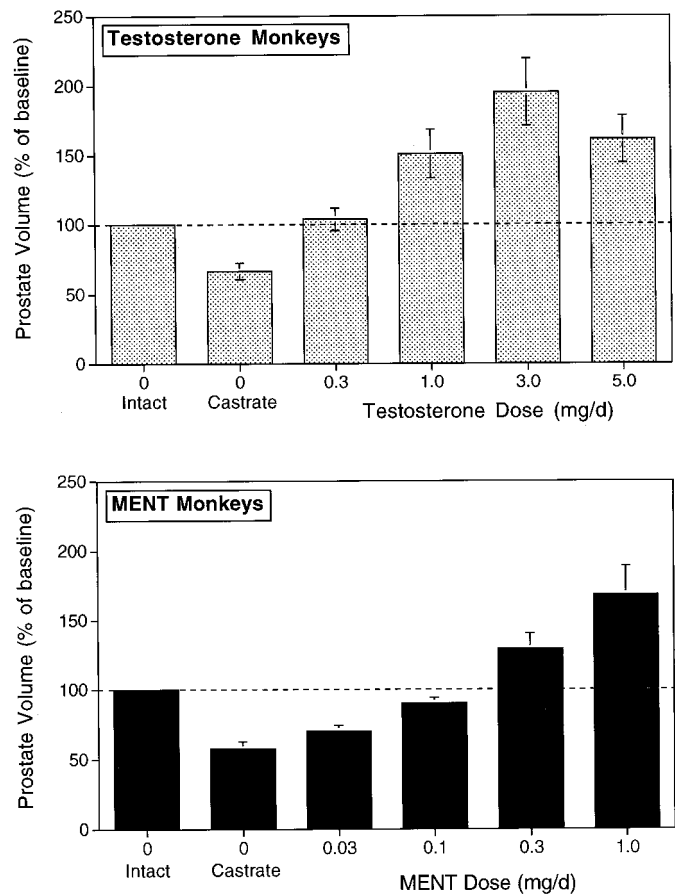 Testosterone Monkeys
Prostate Volume (% of baseline)
250
200
150
100
50
0
0 0 0.3 1.0 3.0 5.0
Intact Castrate Testosterone Dose (mg/d)
MENT Monkeys
Prostate Volume (% of baseline)
250
200
150
100
50
0
0 0 0.03 0.1 0.3 1.0
Intact Castrate MENT Dose (mg/d)